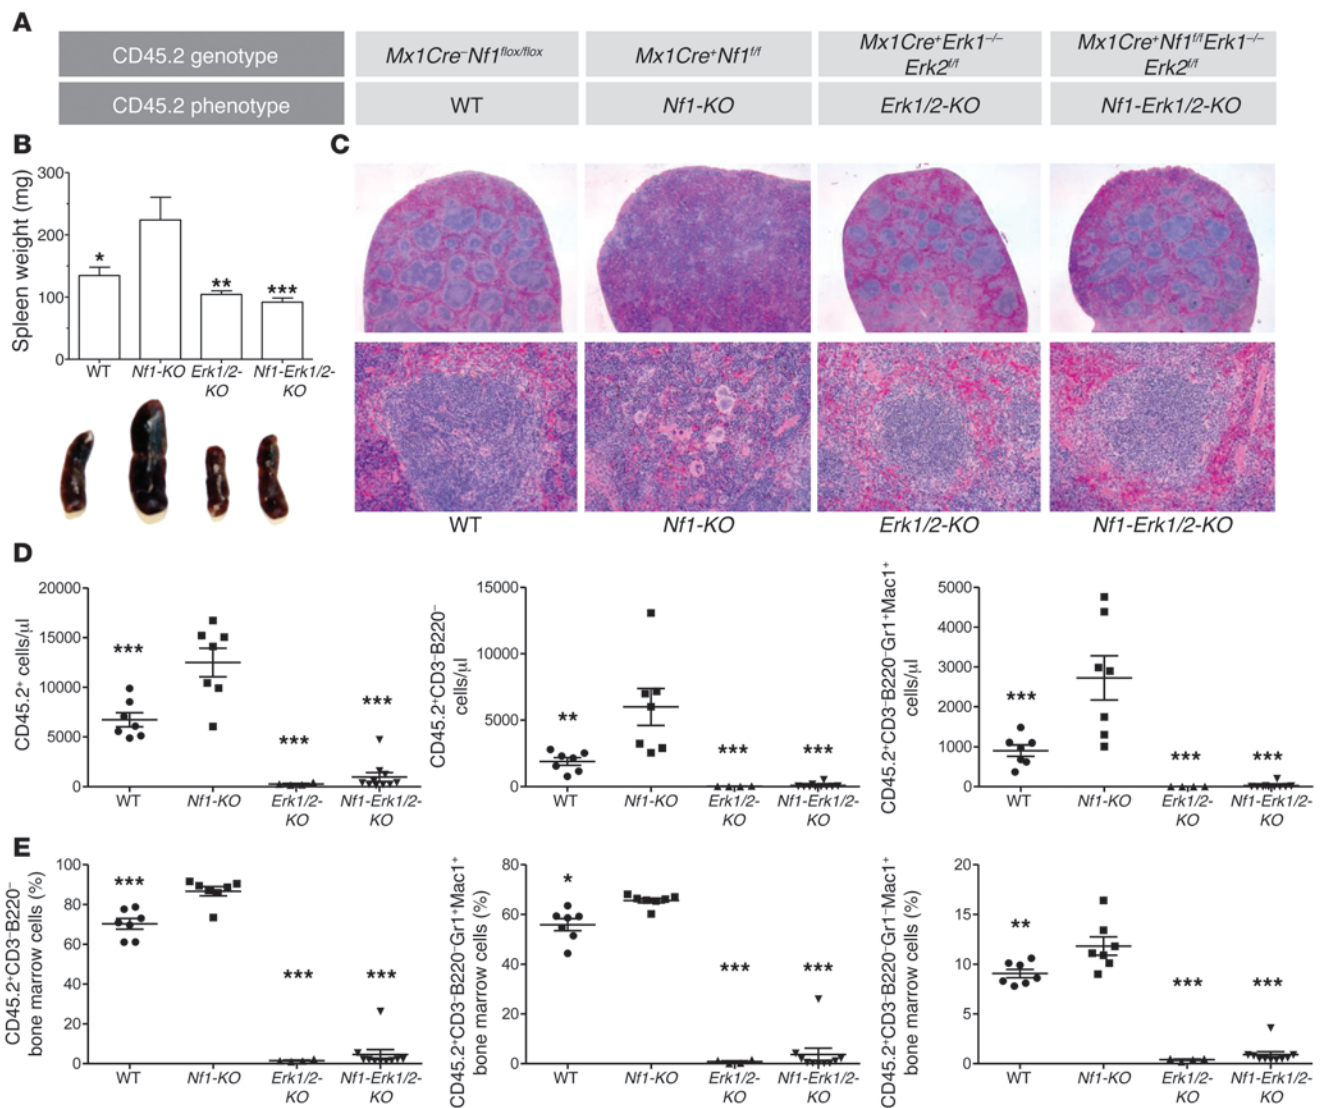 A
CD45.2 genotype
Mx1Cre⁻Nf1^flox/flox
Mx1Cre⁺Nf1^f/f
Mx1Cre⁺Erk1⁻/⁻
Erk2^f/f
Mx1Cre⁺Nf1^f/fErk1⁻/⁻
Erk2^f/f
CD45.2 phenotype
WT
Nf1-KO
Erk1/2-KO
Nf1-Erk1/2-KO
B
Spleen weight (mg)
300
200
100
0
*
**
***
WT
Nf1-KO
Erk1/2-
KO
Nf1-Erk1/2-
KO
C
WT
Nf1-KO
Erk1/2-KO
Nf1-Erk1/2-KO
D
CD45.2⁺ cells/μl
20000
15000
10000
5000
0
***
***
***
WT
Nf1-KO
Erk1/2-
KO
Nf1-Erk1/2-
KO
CD45.2⁺CD3⁻B220⁻
cells/μl
15000
10000
5000
0
**
***
***
WT
Nf1-KO
Erk1/2-
KO
Nf1-Erk1/2-
KO
CD45.2⁺CD3⁻B220⁻Gr1⁺Mac1⁺
cells/μl
5000
4000
3000
2000
1000
0
***
***
***
WT
Nf1-KO
Erk1/2-
KO
Nf1-Erk1/2-
KO
E
CD45.2⁺CD3⁻B220⁻
bone marrow cells (%)
100
80
60
40
20
0
***
***
***
WT
Nf1-KO
Erk1/2-
KO
Nf1-Erk1/2-
KO
CD45.2⁺CD3⁻B220⁻Gr1⁺Mac1⁺
bone marrow cells (%)
80
60
40
20
0
*
***
***
WT
Nf1-KO
Erk1/2-
KO
Nf1-Erk1/2-
KO
CD45.2⁺CD3⁻B220⁻Gr1⁻Mac1⁺
bone marrow cells (%)
20
15
10
5
0
**
***
***
WT
Nf1-KO
Erk1/2-
KO
Nf1-Erk1/2-
KO